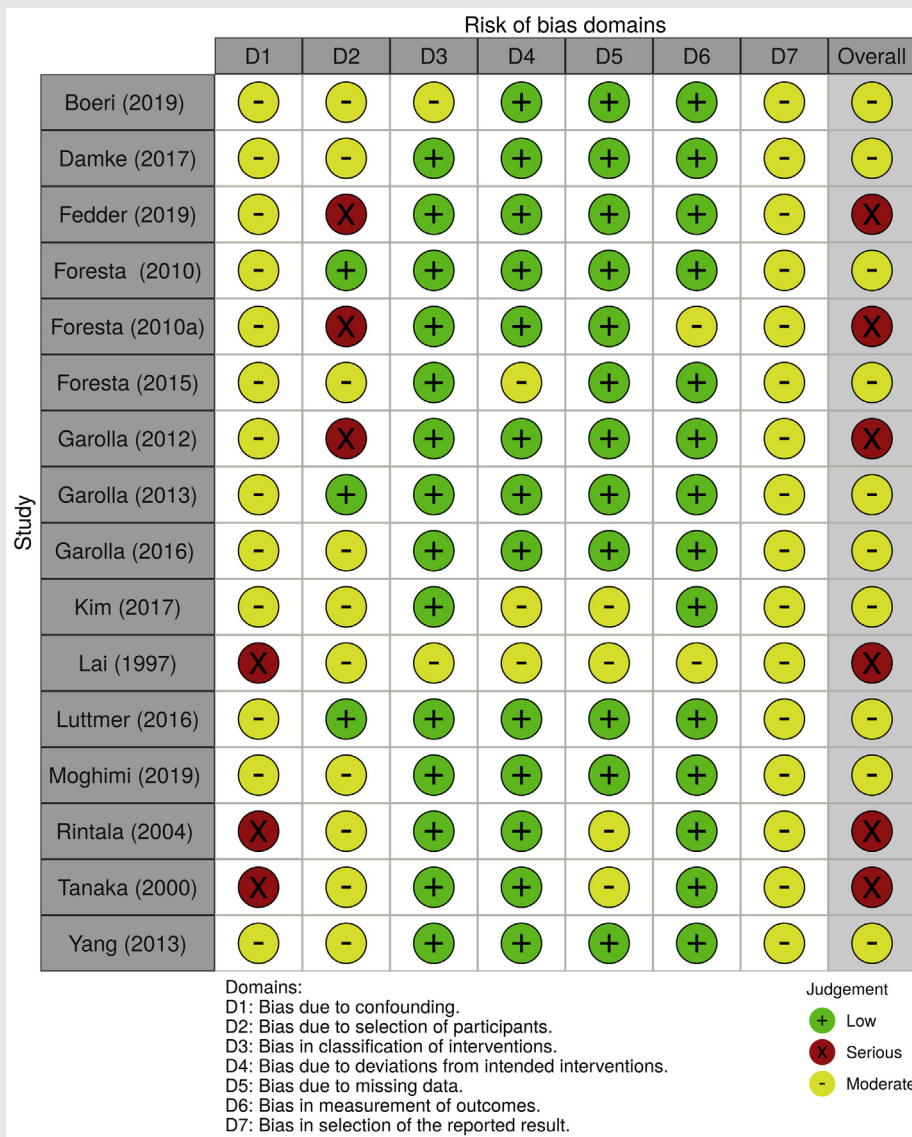 Risk of bias domains
D1 D2 D3 D4 D5 D6 D7 Overall
Study
Boeri (2019) - - - + + + - -
Damke (2017) - - + + + + - -
Fedder (2019) - X + + + + - X
Foresta (2010) - + + + + + - -
Foresta (2010a) - X + + + - - X
Foresta (2015) - - + - + + - -
Garolla (2012) - X + + + + - X
Garolla (2013) - + + + + + - -
Garolla (2016) - - + + + + - -
Kim (2017) - - + - - + - -
Lai (1997) X - - - - - - X
Luttmer (2016) - + + + + + - -
Moghimi (2019) - - + + + + - -
Rintala (2004) X - + + - + - X
Tanaka (2000) X - + + - + - X
Yang (2013) - - + + + + - -
Domains:
D1: Bias due to confounding.
D2: Bias due to selection of participants.
D3: Bias in classification of interventions.
D4: Bias due to deviations from intended interventions.
D5: Bias due to missing data.
D6: Bias in measurement of outcomes.
D7: Bias in selection of the reported result.
Judgement
+ Low
X Serious
- Moderate